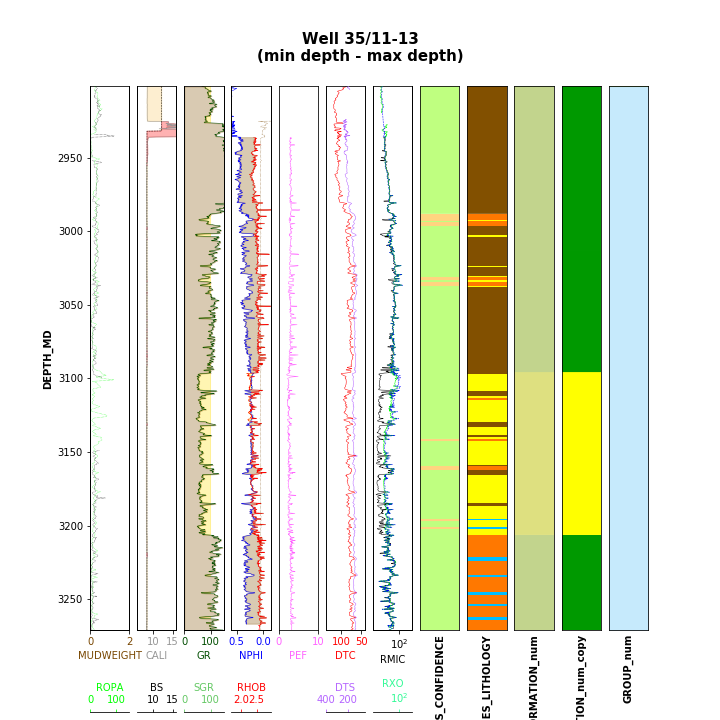 Well 35/11-13
(min depth - max depth)
DEPTH_MD
2950
3000
3050
3100
3150
3200
3250
0 2 10 15 0 100 0.5 0.0 0 10 100 50 10²
MUDWEIGHT CALI GR NPHI PEF DTC RMIC
ROPA BS SGR RHOB DTS RXO
0 100 10 15 0 100 2.02.5 400 200 10²
S_CONFIDENCE
ES_LITHOLOGY
RMATION_num
TION_num_copy
GROUP_num